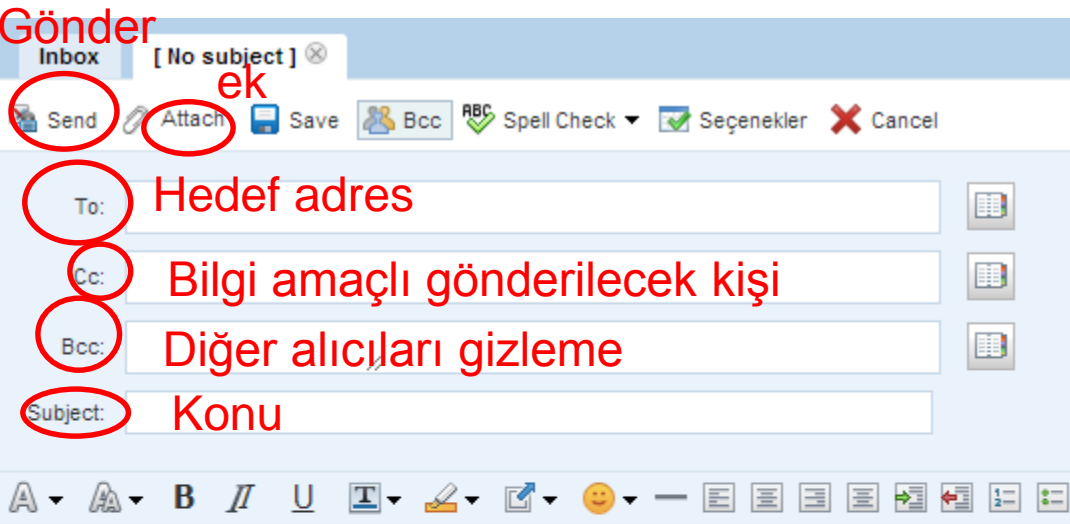 Gönder
Inbox [ No subject ]
ek
Send Attach Save Bcc ABC Spell Check Seçenekler Cancel
To: Hedef adres
Cc: Bilgi amaçlı gönderilecek kişi
Bcc: Diğer alıcıları gizleme
Subject: Konu
A A B I U T